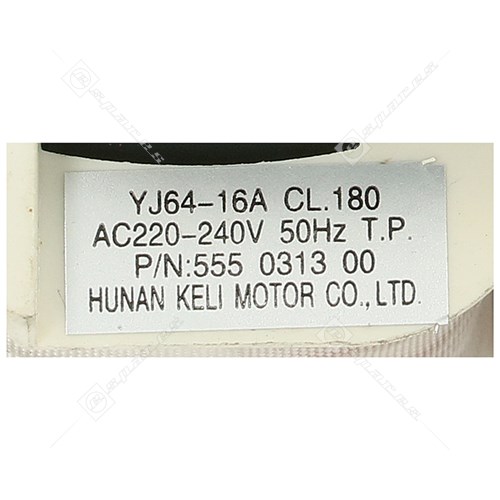 YJ64-16A CL.180
AC220-240V 50Hz T.P.
P/N:555 0313 00
HUNAN KELI MOTOR CO.,LTD.